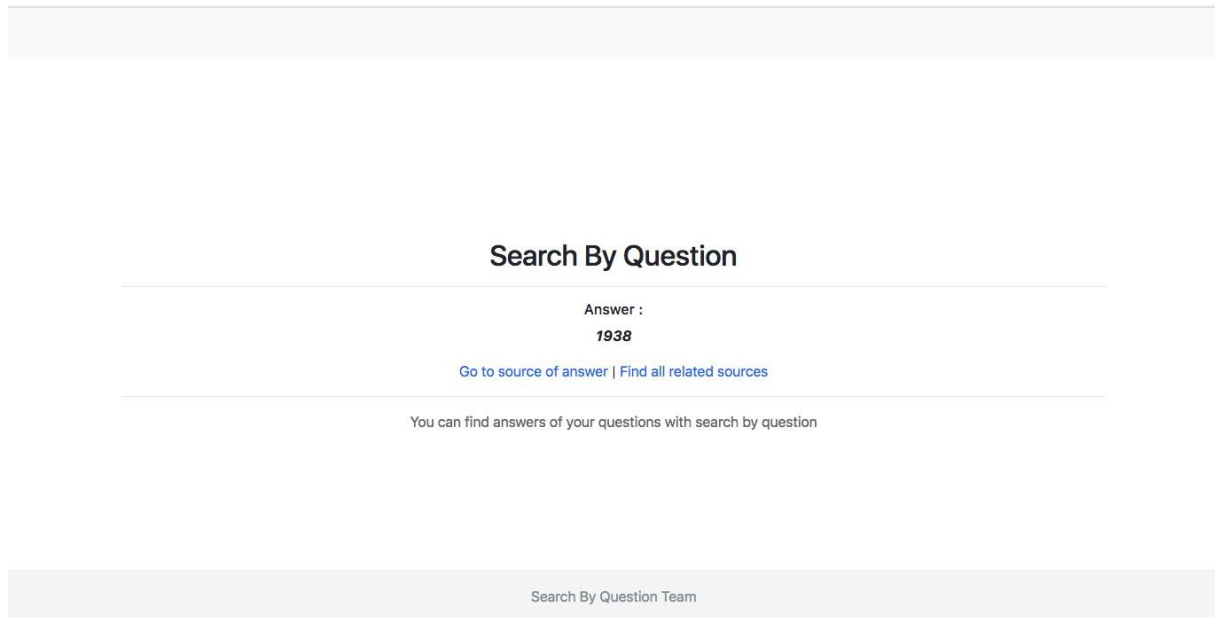 Search By Question
Answer :
1938
Go to source of answer | Find all related sources
You can find answers of your questions with search by question
Search By Question Team